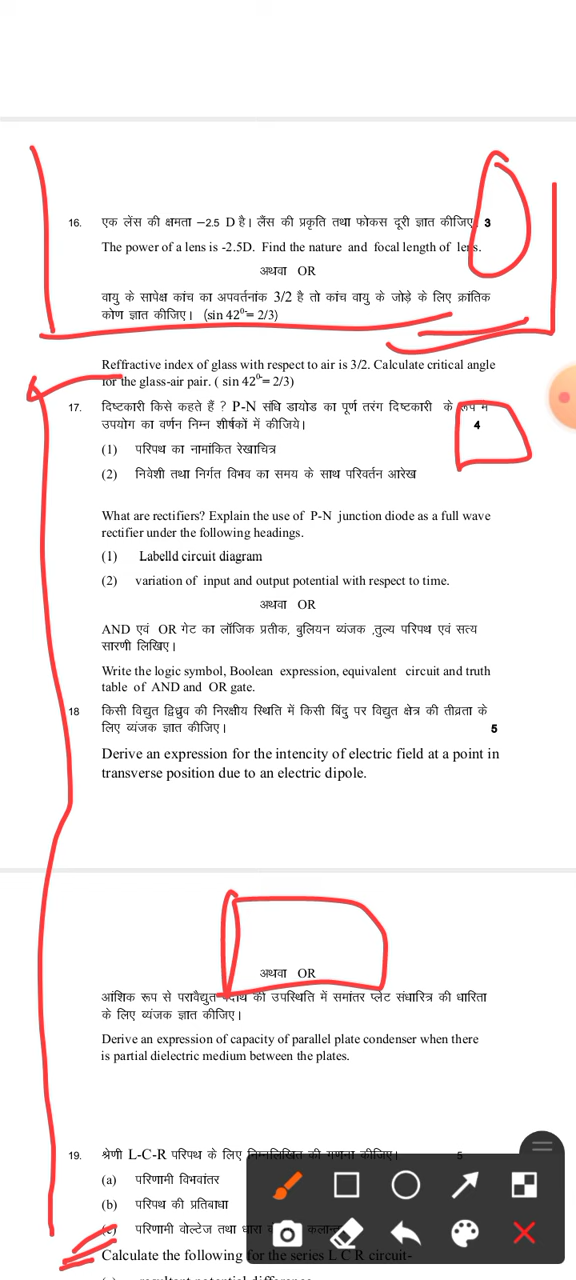 16. एक लेंस की क्षमता –2.5 D है। लैंस की प्रकृति तथा फोकस दूरी ज्ञात कीजिए 3
The power of a lens is -2.5D. Find the nature and focal length of lens.
अथवा OR
वायु के सापेक्ष कांच का अपवर्तनांक 3/2 है तो कांच वायु के जोड़े के लिए क्रांतिक
कोण ज्ञात कीजिए। (sin 42⁰= 2/3)
Reffractive index of glass with respect to air is 3/2. Calculate critical angle
for the glass-air pair. ( sin 42⁰= 2/3)
17. दिष्टकारी किसे कहते हैं ? P-N संधि डायोड का पूर्ण तरंग दिष्टकारी के रूप में
उपयोग का वर्णन निम्न शीर्षकों में कीजिये। 4
(1) परिपथ का नामांकित रेखाचित्र
(2) निवेशी तथा निर्गत विभव का समय के साथ परिवर्तन आरेख
What are rectifiers? Explain the use of P-N junction diode as a full wave
rectifier under the following headings.
(1) Labelld circuit diagram
(2) variation of input and output potential with respect to time.
अथवा OR
AND एवं OR गेट का लॉजिक प्रतीक, बुलियन व्यंजक ,तुल्य परिपथ एवं सत्य
सारणी लिखिए।
Write the logic symbol, Boolean expression, equivalent circuit and truth
table of AND and OR gate.
18 किसी विद्युत द्विध्रुव की निरक्षीय स्थिति में किसी बिंदु पर विद्युत क्षेत्र की तीव्रता के
लिए व्यंजक ज्ञात कीजिए। 5
Derive an expression for the intencity of electric field at a point in
transverse position due to an electric dipole.
अथवा OR
आंशिक रूप से परावैद्युत पदार्थ की उपस्थिति में समांतर प्लेट संधारित्र की धारिता
के लिए व्यंजक ज्ञात कीजिए।
Derive an expression of capacity of parallel plate condenser when there
is partial dielectric medium between the plates.
19. श्रेणी L-C-R परिपथ के लिए निम्नलिखित की गणना कीजिए। 5
(a) परिणामी विभवांतर
(b) परिपथ की प्रतिबाधा
(c) परिणामी वोल्टेज तथा धारा
Calculate the following for the series L C R circuit-